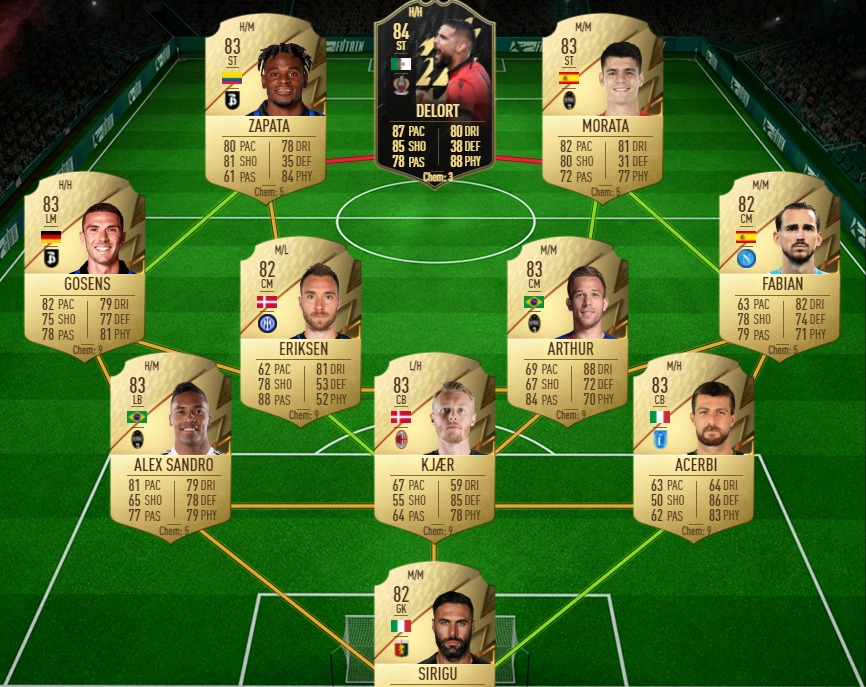 H/M
83
ST
ZAPATA
80 PAC 78 DRI
81 SHO 35 DEF
61 PAS 84 PHY
Chem: 5
H/H
84
ST
DELORT
87 PAC 80 DRI
85 SHO 38 DEF
78 PAS 88 PHY
Chem: 3
M/M
83
ST
MORATA
82 PAC 81 DRI
80 SHO 31 DEF
72 PAS 77 PHY
Chem: 5
H/H
83
LM
GOSENS
82 PAC 79 DRI
75 SHO 77 DEF
78 PAS 81 PHY
Chem: 9
M/L
82
CM
ERIKSEN
62 PAC 81 DRI
78 SHO 53 DEF
88 PAS 52 PHY
Chem: 9
M/M
83
CM
ARTHUR
69 PAC 88 DRI
67 SHO 72 DEF
84 PAS 70 PHY
Chem: 9
M/M
82
CM
FABIAN
63 PAC 82 DRI
78 SHO 74 DEF
79 PAS 71 PHY
Chem: 5
H/M
83
LB
ALEX SANDRO
81 PAC 79 DRI
65 SHO 78 DEF
77 PAS 79 PHY
Chem: 5
L/H
83
CB
KJÆR
67 PAC 59 DRI
55 SHO 85 DEF
64 PAS 78 PHY
Chem: 9
M/H
83
CB
ACERBI
63 PAC 64 DRI
50 SHO 86 DEF
62 PAS 83 PHY
Chem: 9
M/M
82
GK
SIRIGU
FUTBIN